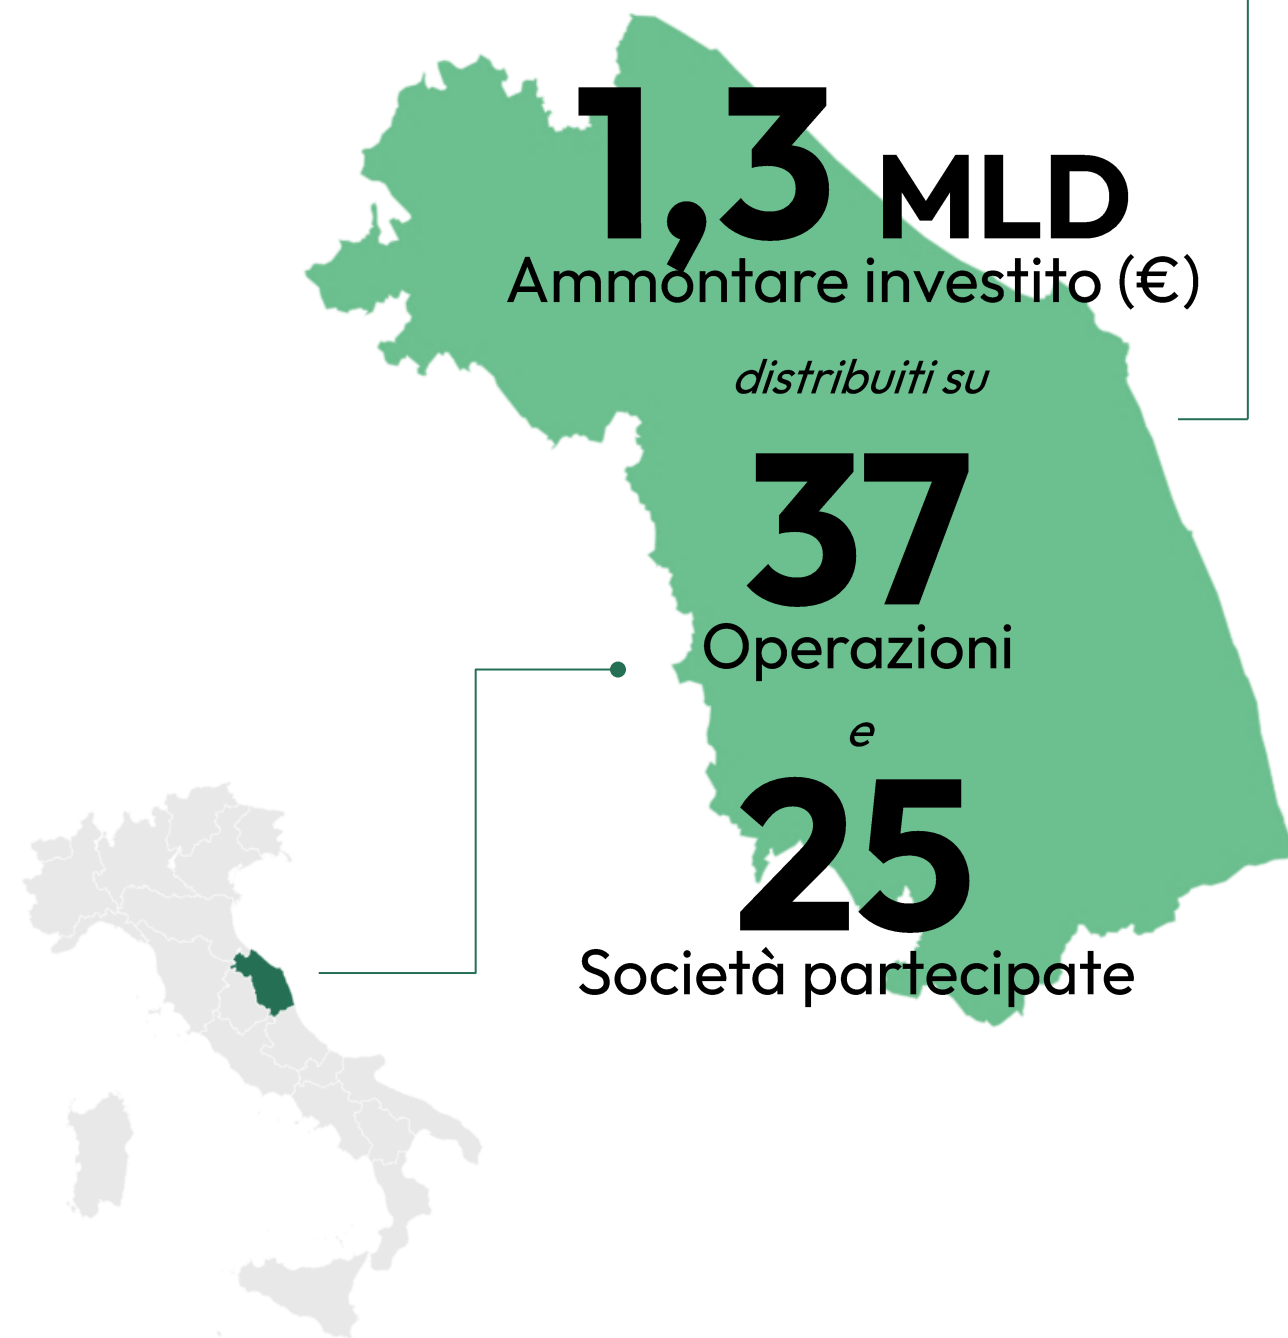 1,3 MLD
Ammontare investito (€)
distribuiti su
37
Operazioni
e
25
Società partecipate